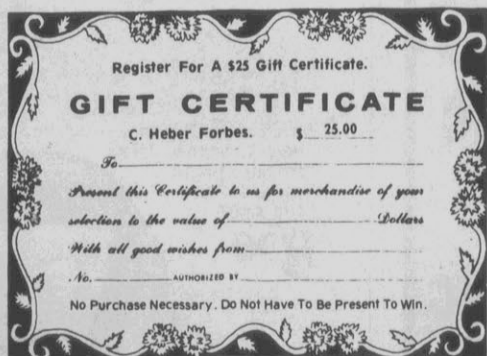 Register For A $25 Gift Certificate.
GIFT CERTIFICATE
C. Heber Forbes. $ 25.00
To
Present this Certificate to us for merchandise of your
selection to the value of Dollars
With all good wishes from
No. AUTHORIZED BY
No Purchase Necessary. Do Not Have To Be Present To Win.